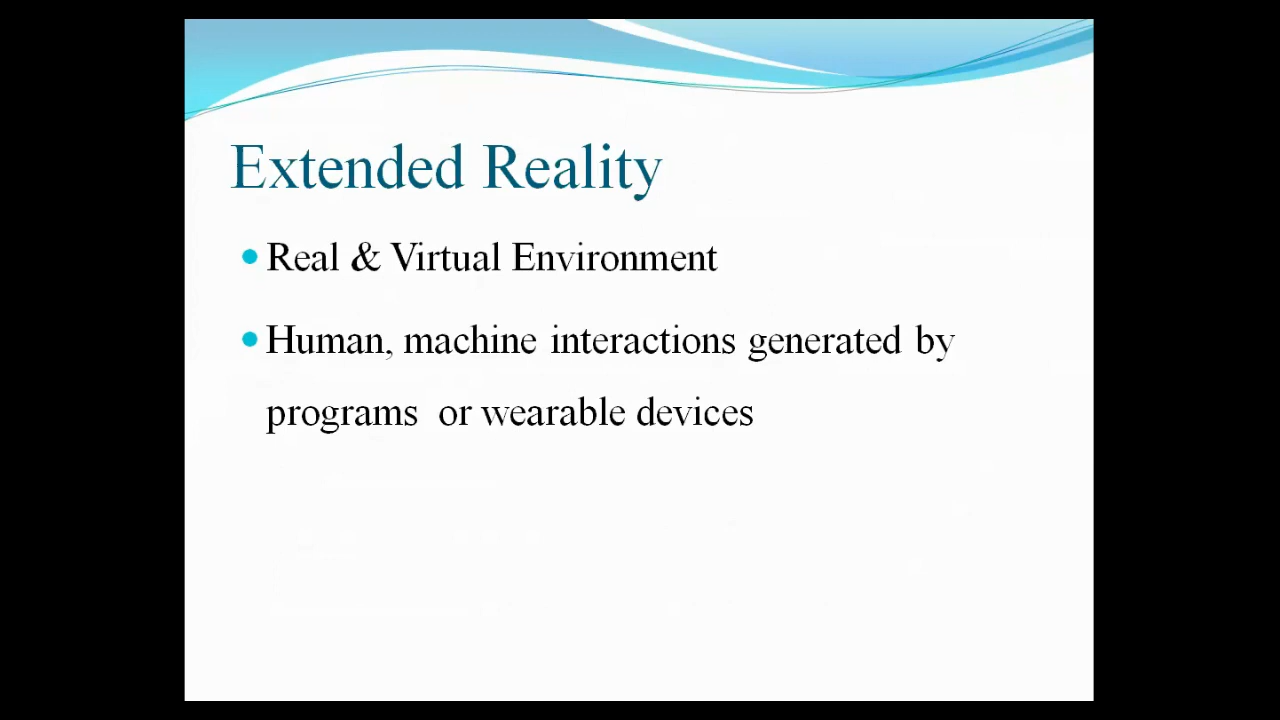 Extended Reality
Real & Virtual Environment
Human, machine interactions generated by
programs or wearable devices